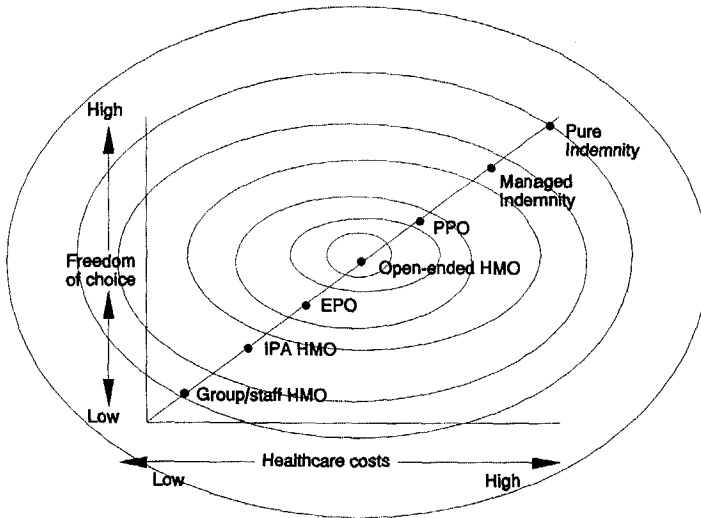 High
Pure
Indemnity
Managed
Indemnity
PPO
Freedom
of choice
Open-ended HMO
EPO
IPA HMO
Group/staff HMO
Low
Healthcare costs
Low
High